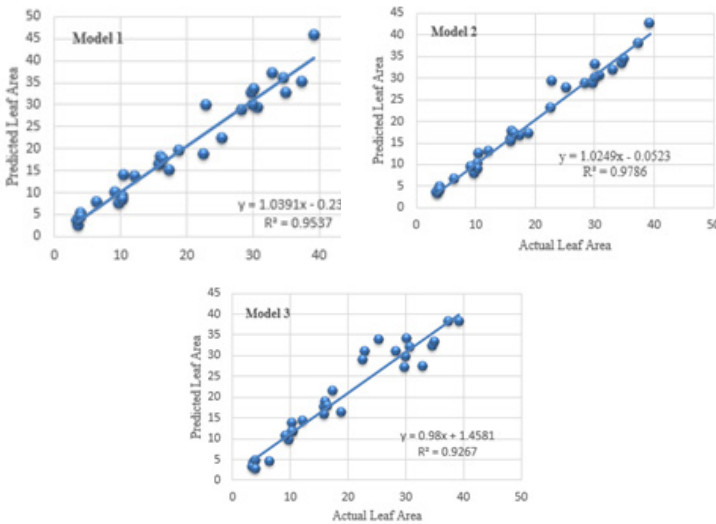 Model 1
Predicted Leaf Area
50
45
40
35
30
25
20
15
10
5
0
y = 1.0391x - 0.23
R² = 0.9537
0 10 20 30 40
Model 2
Predicted Leaf Area
45
40
35
30
25
20
15
10
5
0
y = 1.0249x - 0.0523
R² = 0.9786
0 10 20 30 40 50
Actual Leaf Area
Model 3
Predicted Leaf Area
45
40
35
30
25
20
15
10
5
0
y = 0.98x + 1.4581
R² = 0.9267
0 10 20 30 40 50
Actual Leaf Area